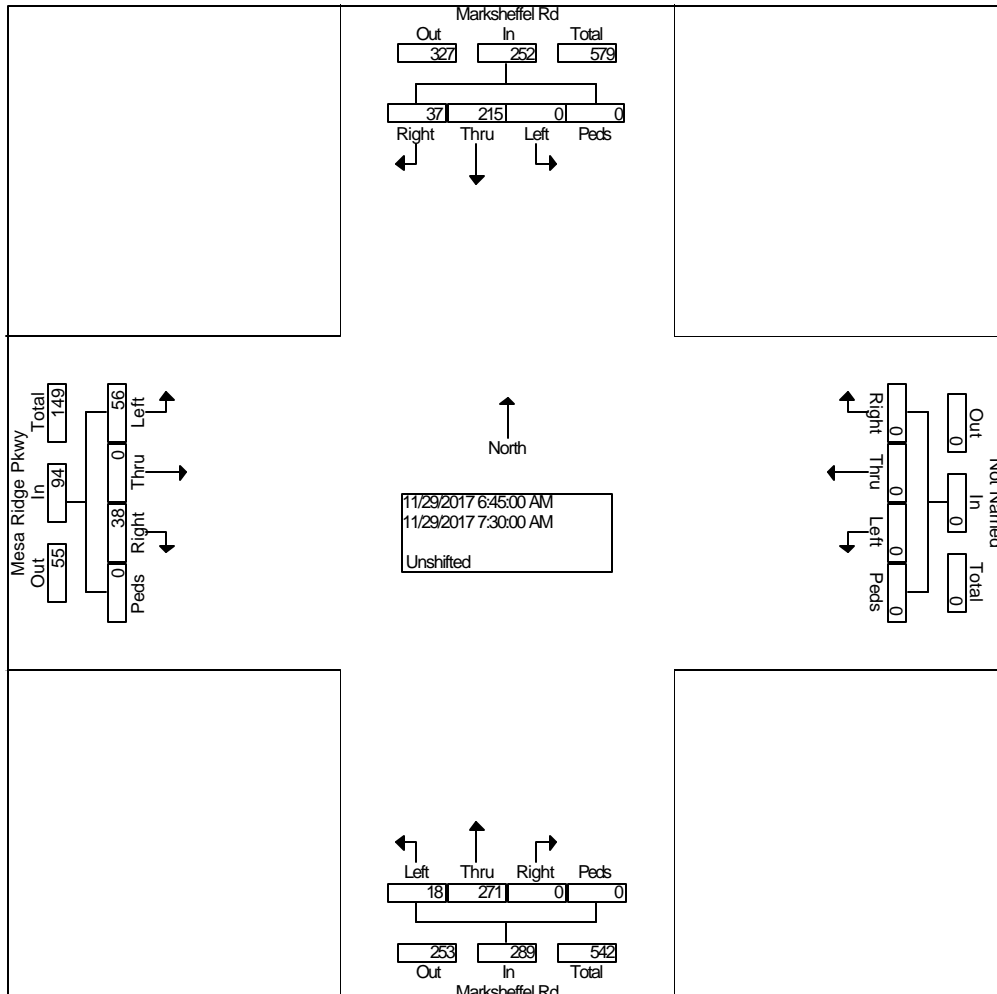 Marksheffel Rd
Out In Total
327 252 579
37 215 0 0
Right Thru Left Peds
Mesa Ridge Pkwy
Total In Out
149 94 55
56 0 38 0
Left Thru Right Peds
North
11/29/2017 6:45:00 AM
11/29/2017 7:30:00 AM
Unshifted
Right Thru Left Peds
0 0 0 0
0 0 0
Out In Total
Not Named
Left Thru Right Peds
18 271 0 0
253 289 542
Out In Total
Marksheffel Rd